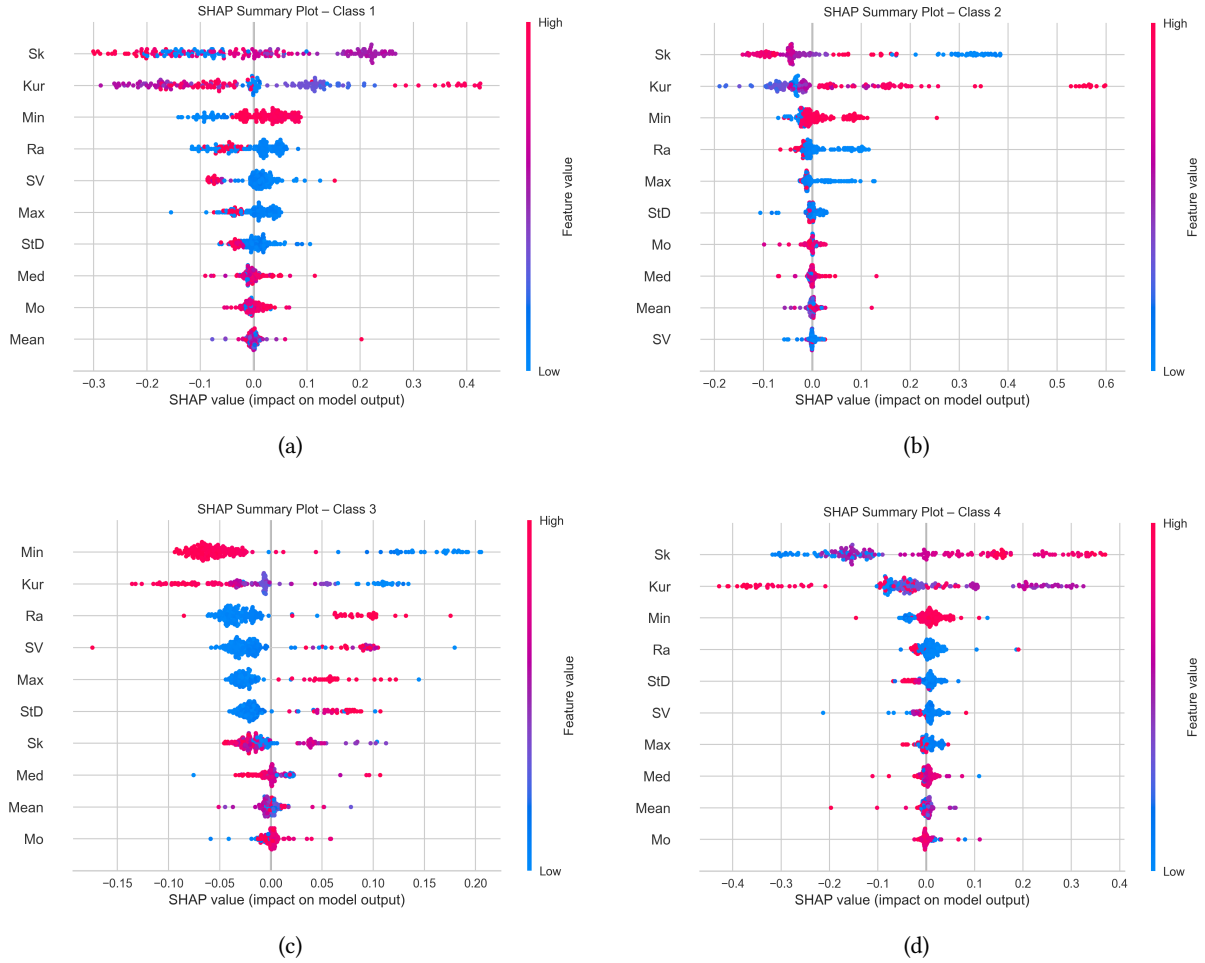 SHAP Summary Plot – Class 1
High
Sk
Kur
Min
Ra
SV
Max
StD
Med
Mo
Mean
Feature value
Low
−0.3 −0.2 −0.1 0.0 0.1 0.2 0.3 0.4
SHAP value (impact on model output)
(a)
SHAP Summary Plot – Class 2
High
Sk
Kur
Min
Ra
Max
StD
Mo
Med
Mean
SV
Feature value
Low
−0.2 −0.1 0.0 0.1 0.2 0.3 0.4 0.5 0.6
SHAP value (impact on model output)
(b)
SHAP Summary Plot – Class 3
High
Min
Kur
Ra
SV
Max
StD
Sk
Med
Mean
Mo
Feature value
Low
−0.15 −0.10 −0.05 0.00 0.05 0.10 0.15 0.20
SHAP value (impact on model output)
(c)
SHAP Summary Plot – Class 4
High
Sk
Kur
Min
Ra
StD
SV
Max
Med
Mean
Mo
Feature value
Low
−0.4 −0.3 −0.2 −0.1 0.0 0.1 0.2 0.3 0.4
SHAP value (impact on model output)
(d)